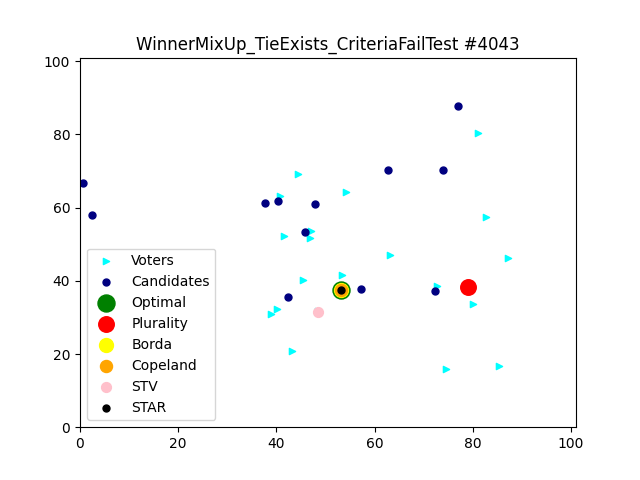 WinnerMixUp_TieExists_CriteriaFailTest #4043
100
80
60
40
20
0
Voters
Candidates
Optimal
Plurality
Borda
Copeland
STV
STAR
0 20 40 60 80 100